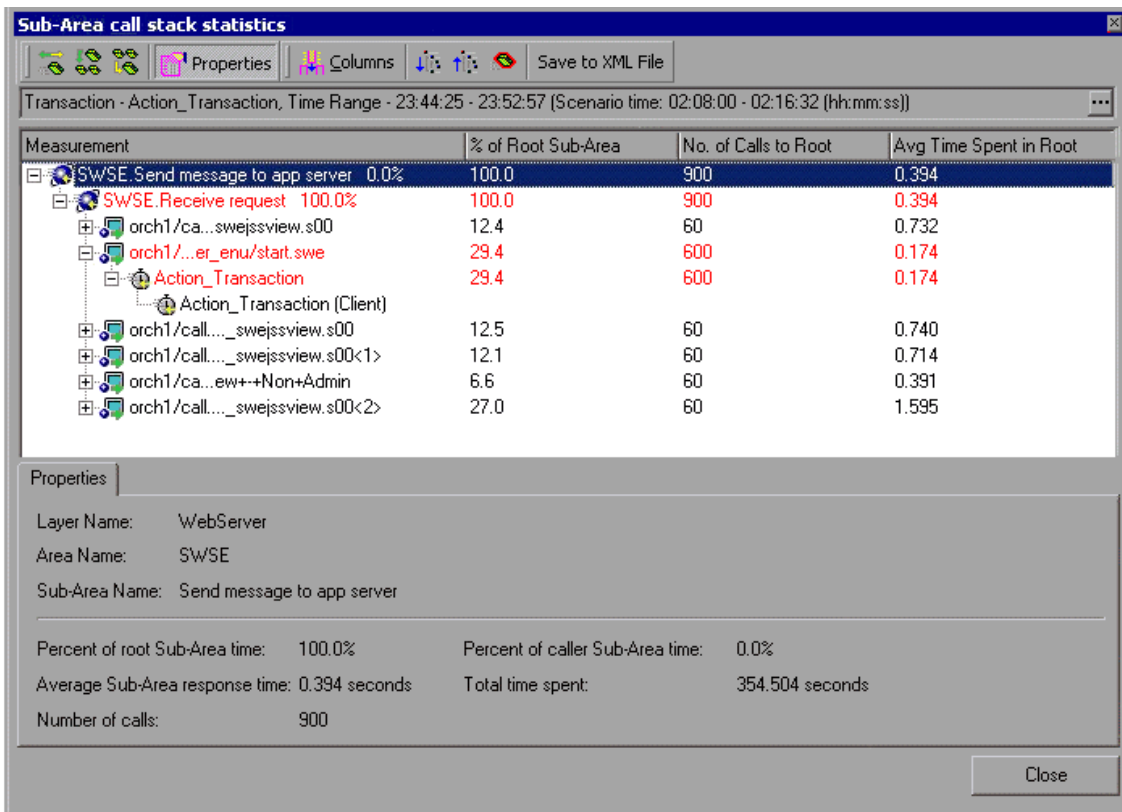 Sub-Area call stack statistics
Properties Columns Save to XML File
Transaction - Action_Transaction, Time Range - 23:44:25 - 23:52:57 (Scenario time: 02:08:00 - 02:16:32 (hh:mm:ss)) ...
Measurement % of Root Sub-Area No. of Calls to Root Avg Time Spent in Root
SWSE.Send message to app server 0.0% 100.0 900 0.394
SWSE.Receive request 100.0% 100.0 900 0.394
orch1/ca...swejssview.s00 12.4 60 0.732
orch1/...er_enu/start.swe 29.4 600 0.174
Action_Transaction 29.4 600 0.174
Action_Transaction (Client)
orch1/call...._swejssview.s00 12.5 60 0.740
orch1/call...._swejssview.s00<1> 12.1 60 0.714
orch1/ca...ew+-+Non+Admin 6.6 60 0.391
orch1/call...._swejssview.s00<2> 27.0 60 1.595
Properties
Layer Name: WebServer
Area Name: SWSE
Sub-Area Name: Send message to app server
Percent of root Sub-Area time: 100.0% Percent of caller Sub-Area time: 0.0%
Average Sub-Area response time: 0.394 seconds Total time spent: 354.504 seconds
Number of calls: 900
Close